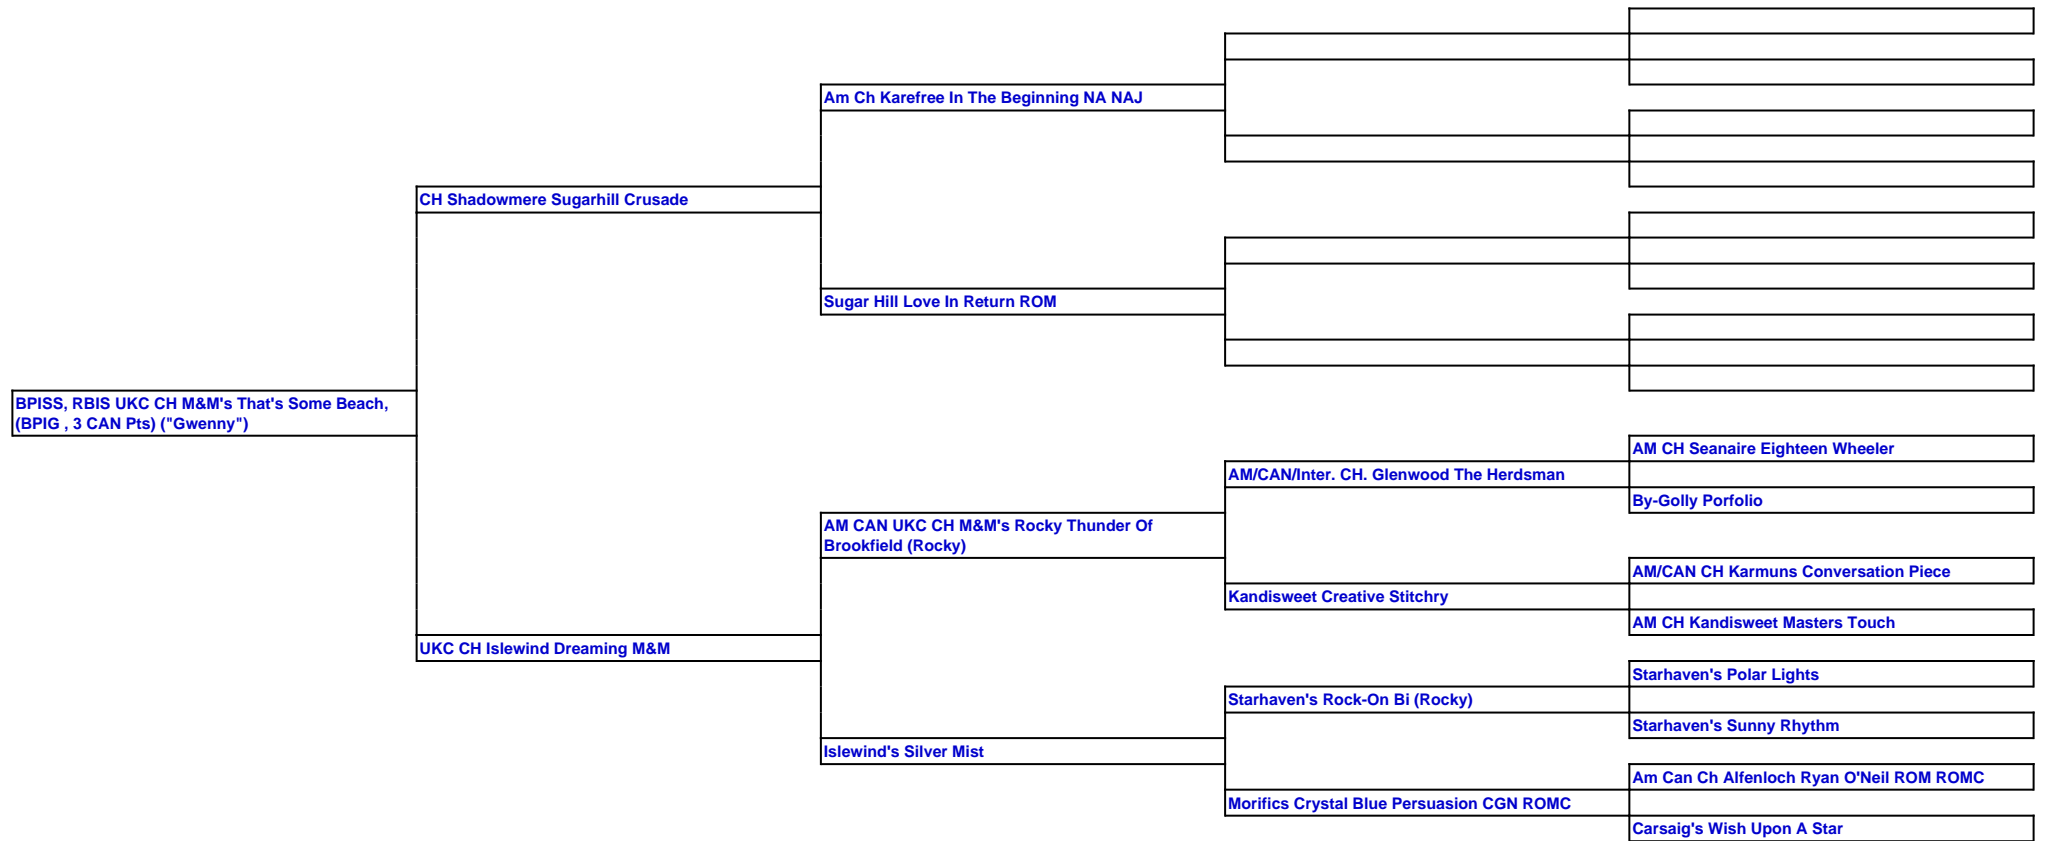 Am Ch Karefree In The Beginning NA NAJ
CH Shadowmere Sugarhill Crusade
Sugar Hill Love In Return ROM
BPISS, RBIS UKC CH M&M's That's Some Beach,
(BPIG , 3 CAN Pts) ("Gwenny")
AM CH Seanaire Eighteen Wheeler
AM/CAN/Inter. CH. Glenwood The Herdsman
By-Golly Porfolio
AM CAN UKC CH M&M's Rocky Thunder Of
Brookfield (Rocky)
AM/CAN CH Karmuns Conversation Piece
Kandisweet Creative Stitchry
AM CH Kandisweet Masters Touch
UKC CH Islewind Dreaming M&M
Starhaven's Polar Lights
Starhaven's Rock-On Bi (Rocky)
Starhaven's Sunny Rhythm
Islewind's Silver Mist
Am Can Ch Alfenloch Ryan O'Neil ROM ROMC
Morifics Crystal Blue Persuasion CGN ROMC
Carsaig's Wish Upon A Star